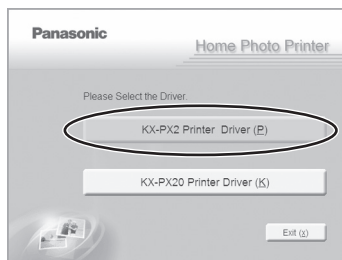 Panasonic
Home Photo Printer
Please Select the Driver.
KX-PX2 Printer Driver (P)
KX-PX20 Printer Driver (K)
Exit (x)